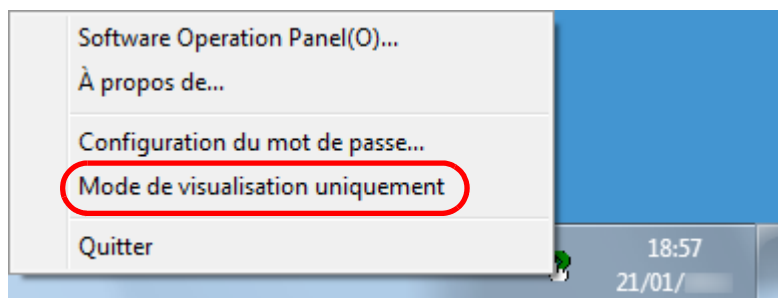 Software Operation Panel(O)...
À propos de...
Configuration du mot de passe...
Mode de visualisation uniquement
Quitter
18:57
21/01/